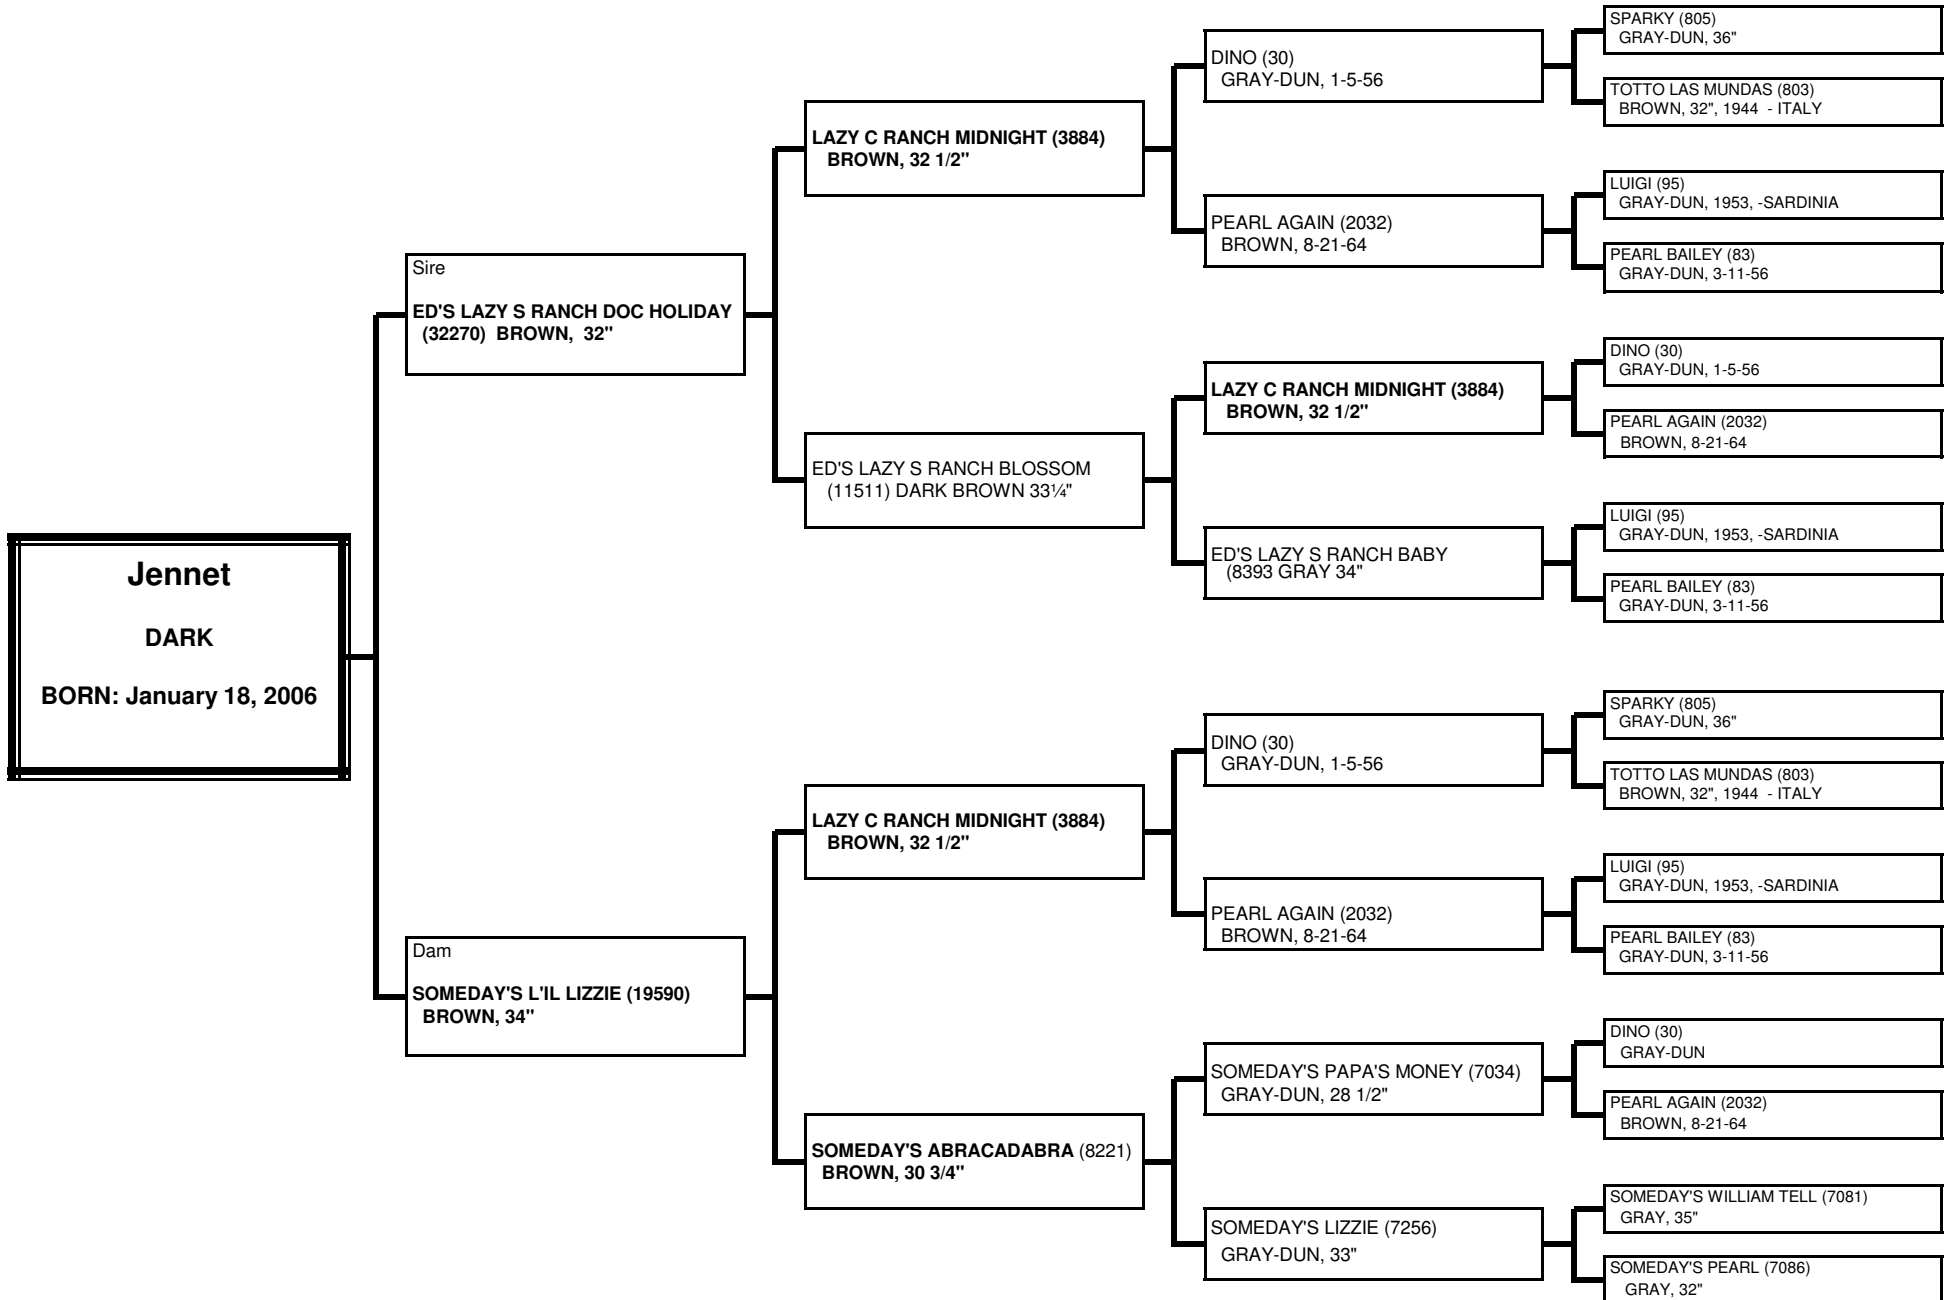 Jennet
DARK
BORN: January 18, 2006
Sire
ED'S LAZY S RANCH DOC HOLIDAY
(32270) BROWN, 32"
Dam
SOMEDAY'S L'IL LIZZIE (19590)
BROWN, 34"
LAZY C RANCH MIDNIGHT (3884)
BROWN, 32 1/2"
ED'S LAZY S RANCH BLOSSOM
(11511) DARK BROWN 33¼"
LAZY C RANCH MIDNIGHT (3884)
BROWN, 32 1/2"
SOMEDAY'S ABRACADABRA (8221)
BROWN, 30 3/4"
DINO (30)
GRAY-DUN, 1-5-56
PEARL AGAIN (2032)
BROWN, 8-21-64
LAZY C RANCH MIDNIGHT (3884)
BROWN, 32 1/2"
ED'S LAZY S RANCH BABY
(8393 GRAY 34"
DINO (30)
GRAY-DUN, 1-5-56
PEARL AGAIN (2032)
BROWN, 8-21-64
SOMEDAY'S PAPA'S MONEY (7034)
GRAY-DUN, 28 1/2"
SOMEDAY'S LIZZIE (7256)
GRAY-DUN, 33"
SPARKY (805)
GRAY-DUN, 36"
TOTTO LAS MUNDAS (803)
BROWN, 32", 1944 - ITALY
LUIGI (95)
GRAY-DUN, 1953, -SARDINIA
PEARL BAILEY (83)
GRAY-DUN, 3-11-56
DINO (30)
GRAY-DUN, 1-5-56
PEARL AGAIN (2032)
BROWN, 8-21-64
LUIGI (95)
GRAY-DUN, 1953, -SARDINIA
PEARL BAILEY (83)
GRAY-DUN, 3-11-56
SPARKY (805)
GRAY-DUN, 36"
TOTTO LAS MUNDAS (803)
BROWN, 32", 1944 - ITALY
LUIGI (95)
GRAY-DUN, 1953, -SARDINIA
PEARL BAILEY (83)
GRAY-DUN, 3-11-56
DINO (30)
GRAY-DUN
PEARL AGAIN (2032)
BROWN, 8-21-64
SOMEDAY'S WILLIAM TELL (7081)
GRAY, 35"
SOMEDAY'S PEARL (7086)
GRAY, 32"